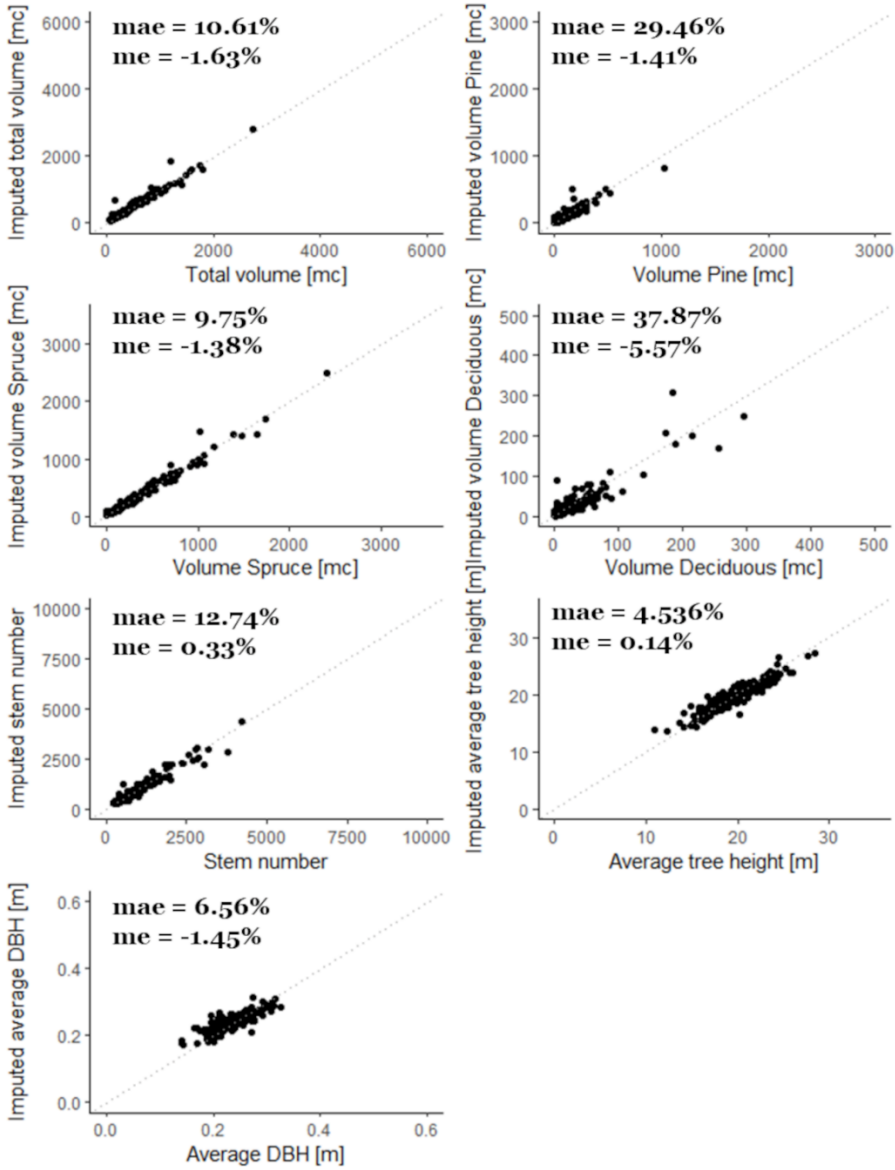 Imputed total volume [mc]
6000
4000
2000
0
mae = 10.61%
me = -1.63%
0 2000 4000 6000
Total volume [mc]
Imputed volume Pine [mc]
3000
2000
1000
0
mae = 29.46%
me = -1.41%
0 1000 2000 3000
Volume Pine [mc]
Imputed volume Spruce [mc]
3000
2000
1000
0
mae = 9.75%
me = -1.38%
0 1000 2000 3000
Volume Spruce [mc]
Imputed volume Deciduous [mc]
500
400
300
200
100
0
mae = 37.87%
me = -5.57%
0 100 200 300 400 500
Volume Deciduous [mc]
Imputed stem number
10000
7500
5000
2500
0
mae = 12.74%
me = 0.33%
0 2500 5000 7500 10000
Stem number
Imputed average tree height [m]
30
20
10
0
mae = 4.536%
me = 0.14%
0 10 20 30
Average tree height [m]
Imputed average DBH [m]
0.6
0.4
0.2
0.0
mae = 6.56%
me = -1.45%
0.0 0.2 0.4 0.6
Average DBH [m]